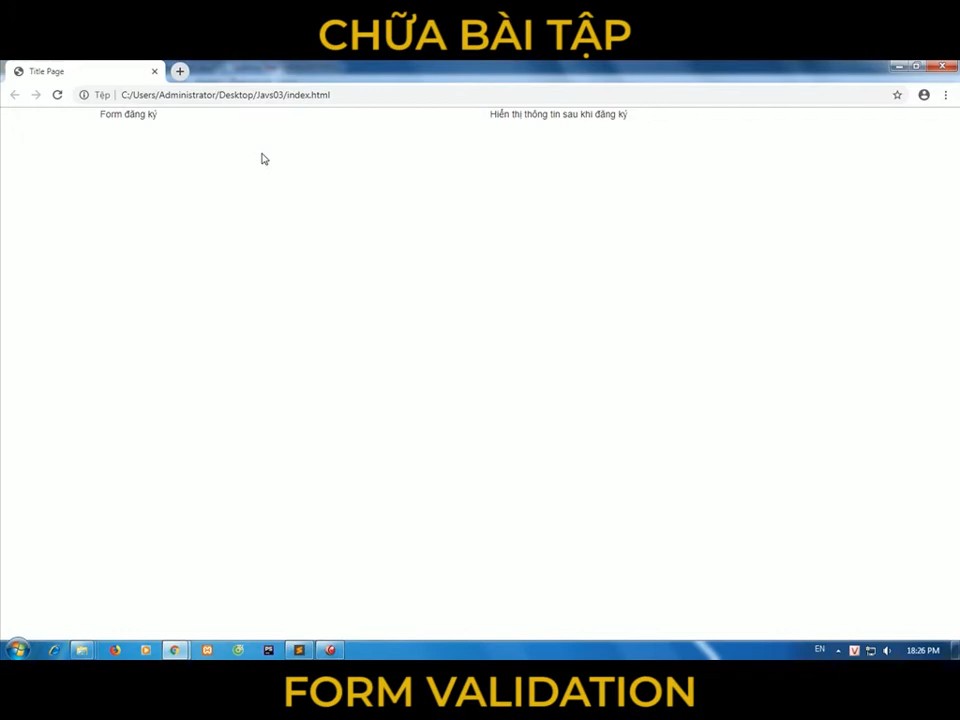 CHỮA BÀI TẬP
Title Page
Tệp
C:/Users/Administrator/Desktop/Javs03/index.html
Form đăng ký
Hiển thị thông tin sau khi đăng ký
PS
EN
V
18:26 PM
FORM VALIDATION